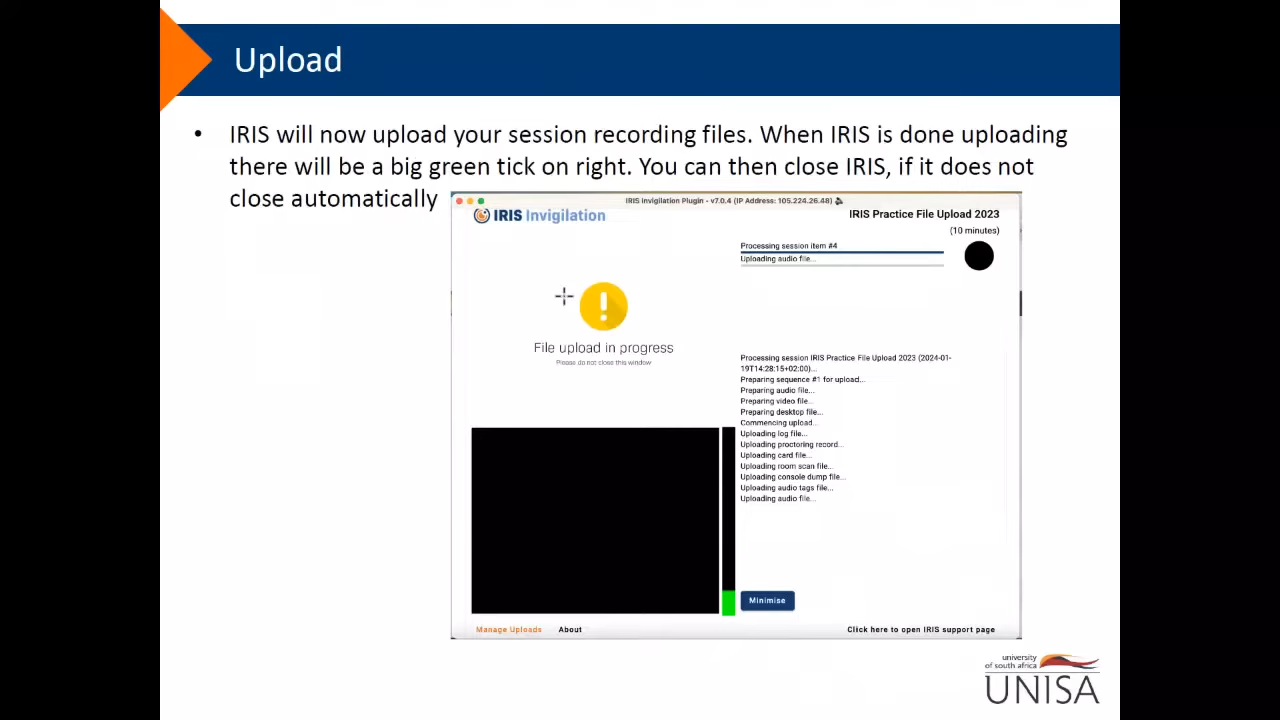 Upload
• IRIS will now upload your session recording files. When IRIS is done uploading
there will be a big green tick on right. You can then close IRIS, if it does not
close automatically
IRIS Invigilation Plugin - v7.0.4 (IP Address: 105.224.26.48)
IRIS Invigilation
IRIS Practice File Upload 2023
(10 minutes)
Processing session item #4
Uploading audio file...
File upload in progress
Please do not close this window
Processing session IRIS Practice File Upload 2023 (2024-01-
19T14:28:15+02:00)...
Preparing sequence #1 for upload...
Preparing audio file...
Preparing video file...
Preparing desktop file...
Commencing upload...
Uploading log file...
Uploading proctoring record...
Uploading card file...
Uploading room scan file...
Uploading console dump file...
Uploading audio tags file...
Uploading audio file...
Minimise
Manage Uploads
About
Click here to open IRIS support page
university
of south africa
UNISA